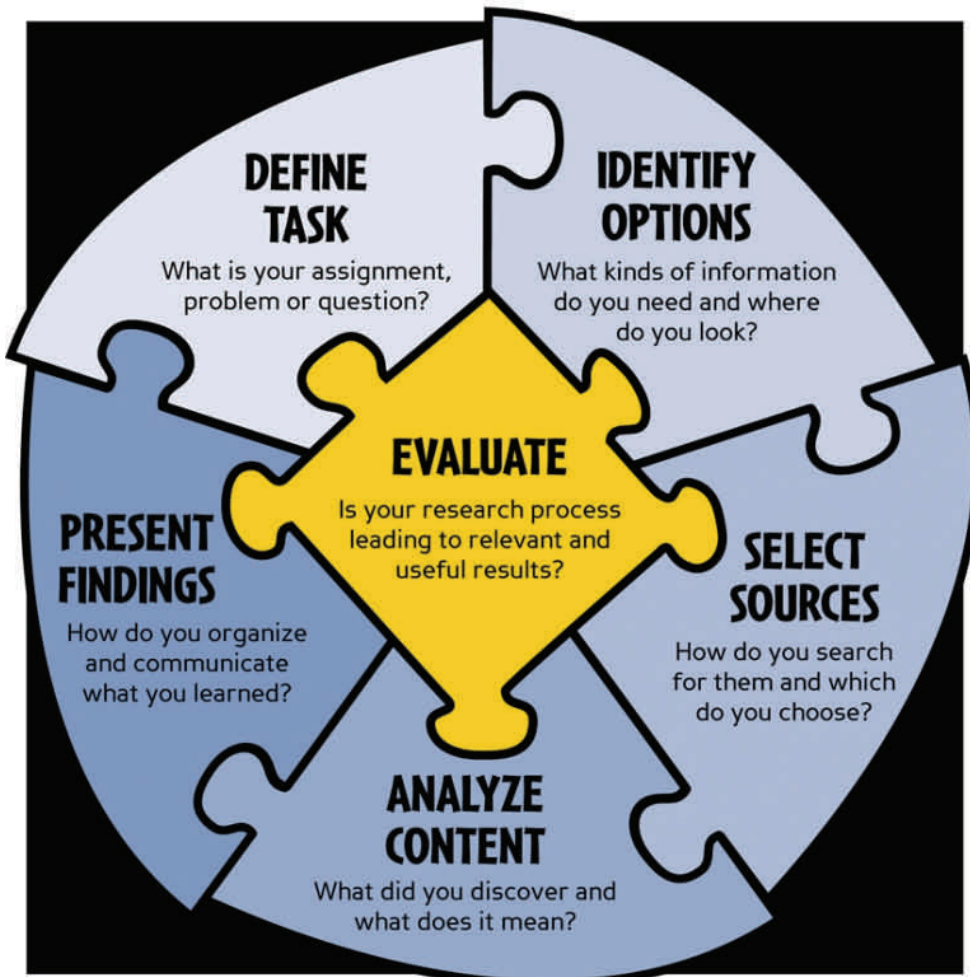 DEFINE
TASK
What is your assignment,
problem or question?
IDENTIFY
OPTIONS
What kinds of information
do you need and where
do you look?
SELECT
SOURCES
How do you search
for them and which
do you choose?
ANALYZE
CONTENT
What did you discover and
what does it mean?
PRESENT
FINDINGS
How do you organize
and communicate
what you learned?
EVALUATE
Is your research process
leading to relevant and
useful results?